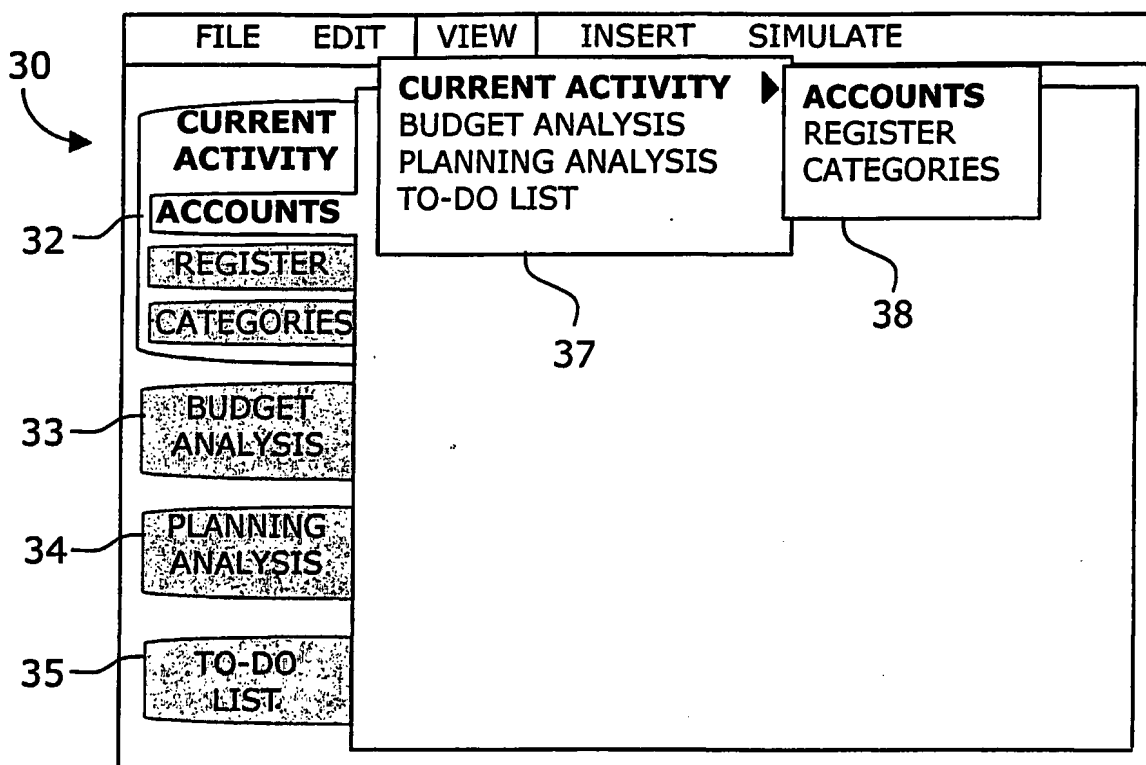 FILE EDIT VIEW INSERT SIMULATE
30
CURRENT
ACTIVITY
ACCOUNTS
REGISTER
CATEGORIES
32
BUDGET
ANALYSIS
33
PLANNING
ANALYSIS
34
TO-DO
LIST
35
CURRENT ACTIVITY
BUDGET ANALYSIS
PLANNING ANALYSIS
TO-DO LIST
37
ACCOUNTS
REGISTER
CATEGORIES
38